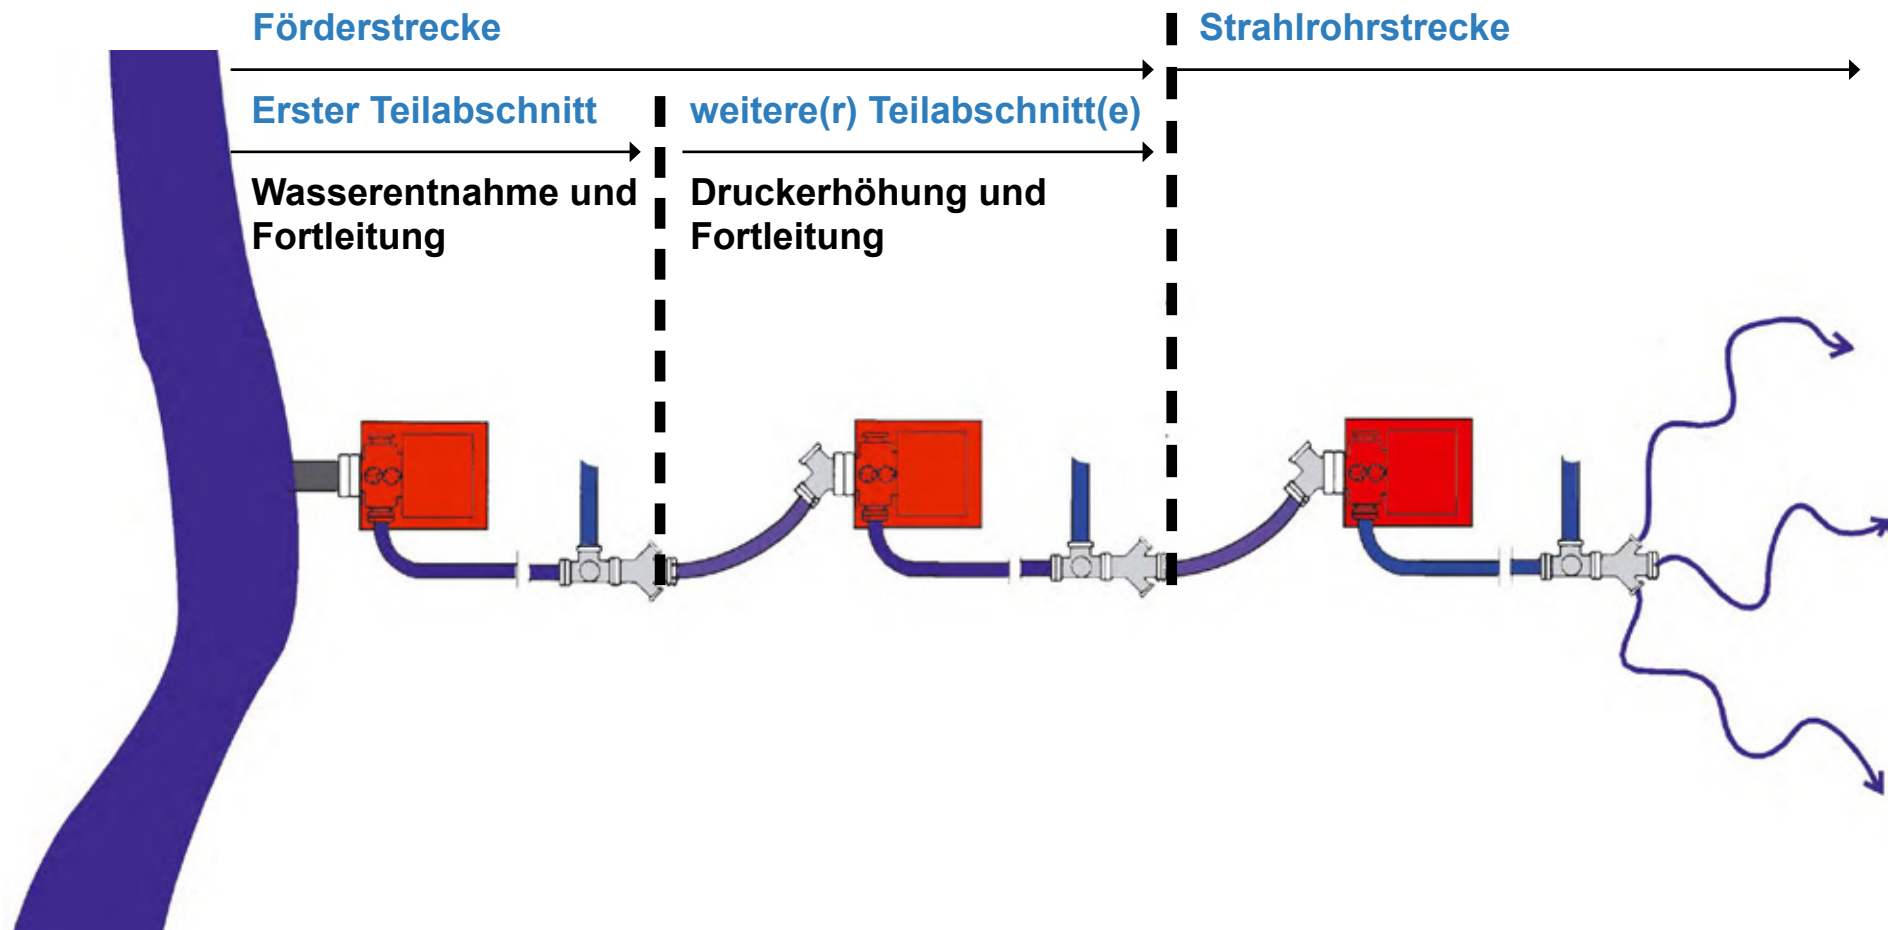 Förderstrecke
Strahlrohrstrecke
Erster Teilabschnitt
weitere(r) Teilabschnitt(e)
Wasserentnahme und
Fortleitung
Druckerhöhung und
Fortleitung